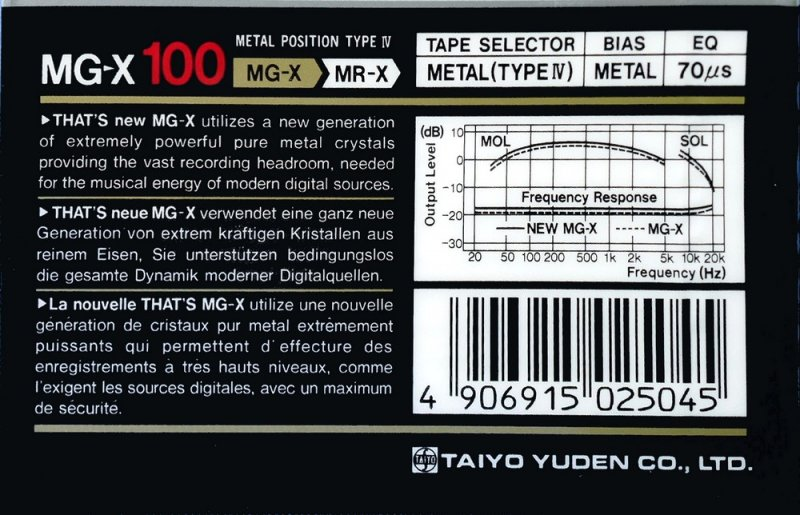 MG-X 100
METAL POSITION TYPE Ⅳ
MG-X MR-X
TAPE SELECTOR BIAS EQ
METAL(TYPE Ⅳ) METAL 70μs
▶THAT'S new MG-X utilizes a new generation
of extremely powerful pure metal crystals
providing the vast recording headroom, needed
for the musical energy of modern digital sources.
▶THAT'S neue MG-X verwendet eine ganz neue
Generation von extrem kräftigen Kristallen aus
reinem Eisen, Sie unterstützen bedingungslos
die gesamte Dynamik moderner Digitalquellen.
▶La nouvelle THAT'S MG-X utilize une nouvelle
génération de cristaux pur metal extrêmement
puissants qui permettent d'effecture des
enregistrements à très hauts niveaux, comme
l'exigent les sources digitales, avec un maximum
de sécurité.
(dB)
Output Level
10
0
-10
-20
-30
MOL SOL
Frequency Response
NEW MG-X MG-X
20 50 100 200 500 1k 2k 5k 10k 20k
Frequency (Hz)
4 906915 025045
TAIYO TAIYO YUDEN CO., LTD.